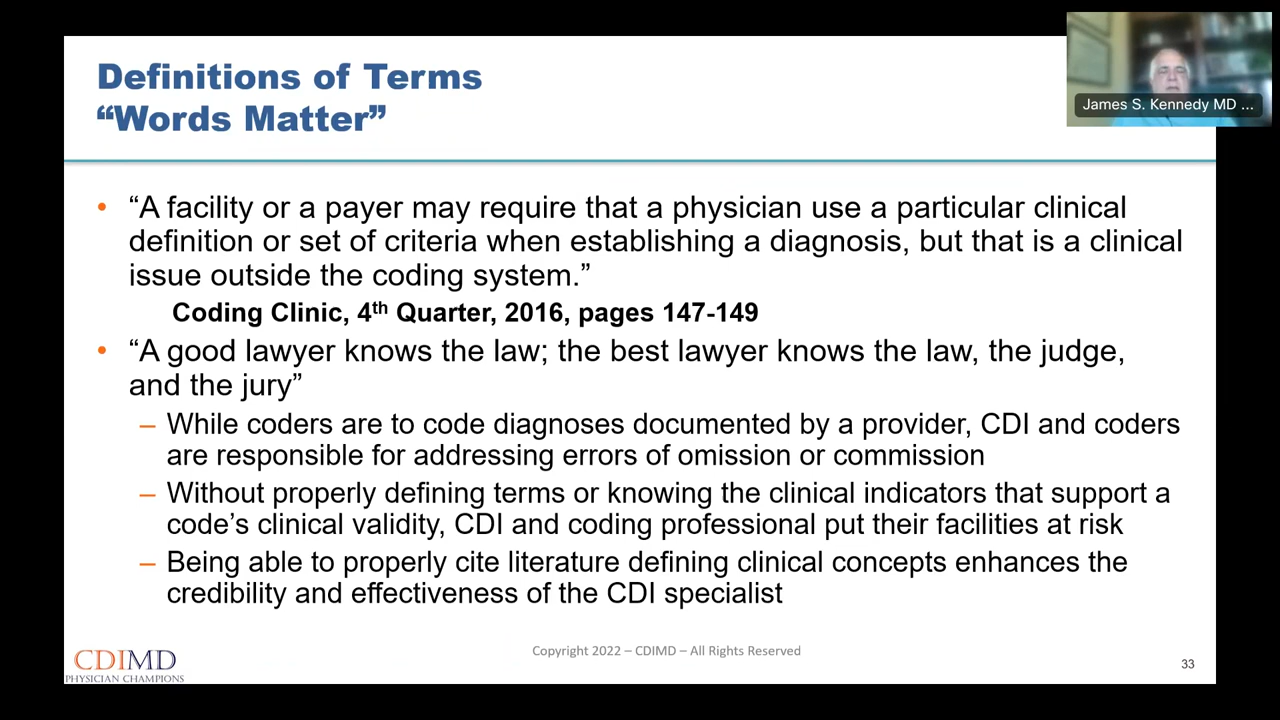 Definitions of Terms
“Words Matter”
James S. Kennedy MD ...
• “A facility or a payer may require that a physician use a particular clinical
definition or set of criteria when establishing a diagnosis, but that is a clinical
issue outside the coding system.”
Coding Clinic, 4th Quarter, 2016, pages 147-149
• “A good lawyer knows the law; the best lawyer knows the law, the judge,
and the jury”
– While coders are to code diagnoses documented by a provider, CDI and coders
are responsible for addressing errors of omission or commission
– Without properly defining terms or knowing the clinical indicators that support a
code’s clinical validity, CDI and coding professional put their facilities at risk
– Being able to properly cite literature defining clinical concepts enhances the
credibility and effectiveness of the CDI specialist
CDIMD
PHYSICIAN CHAMPIONS
Copyright 2022 – CDIMD – All Rights Reserved
33